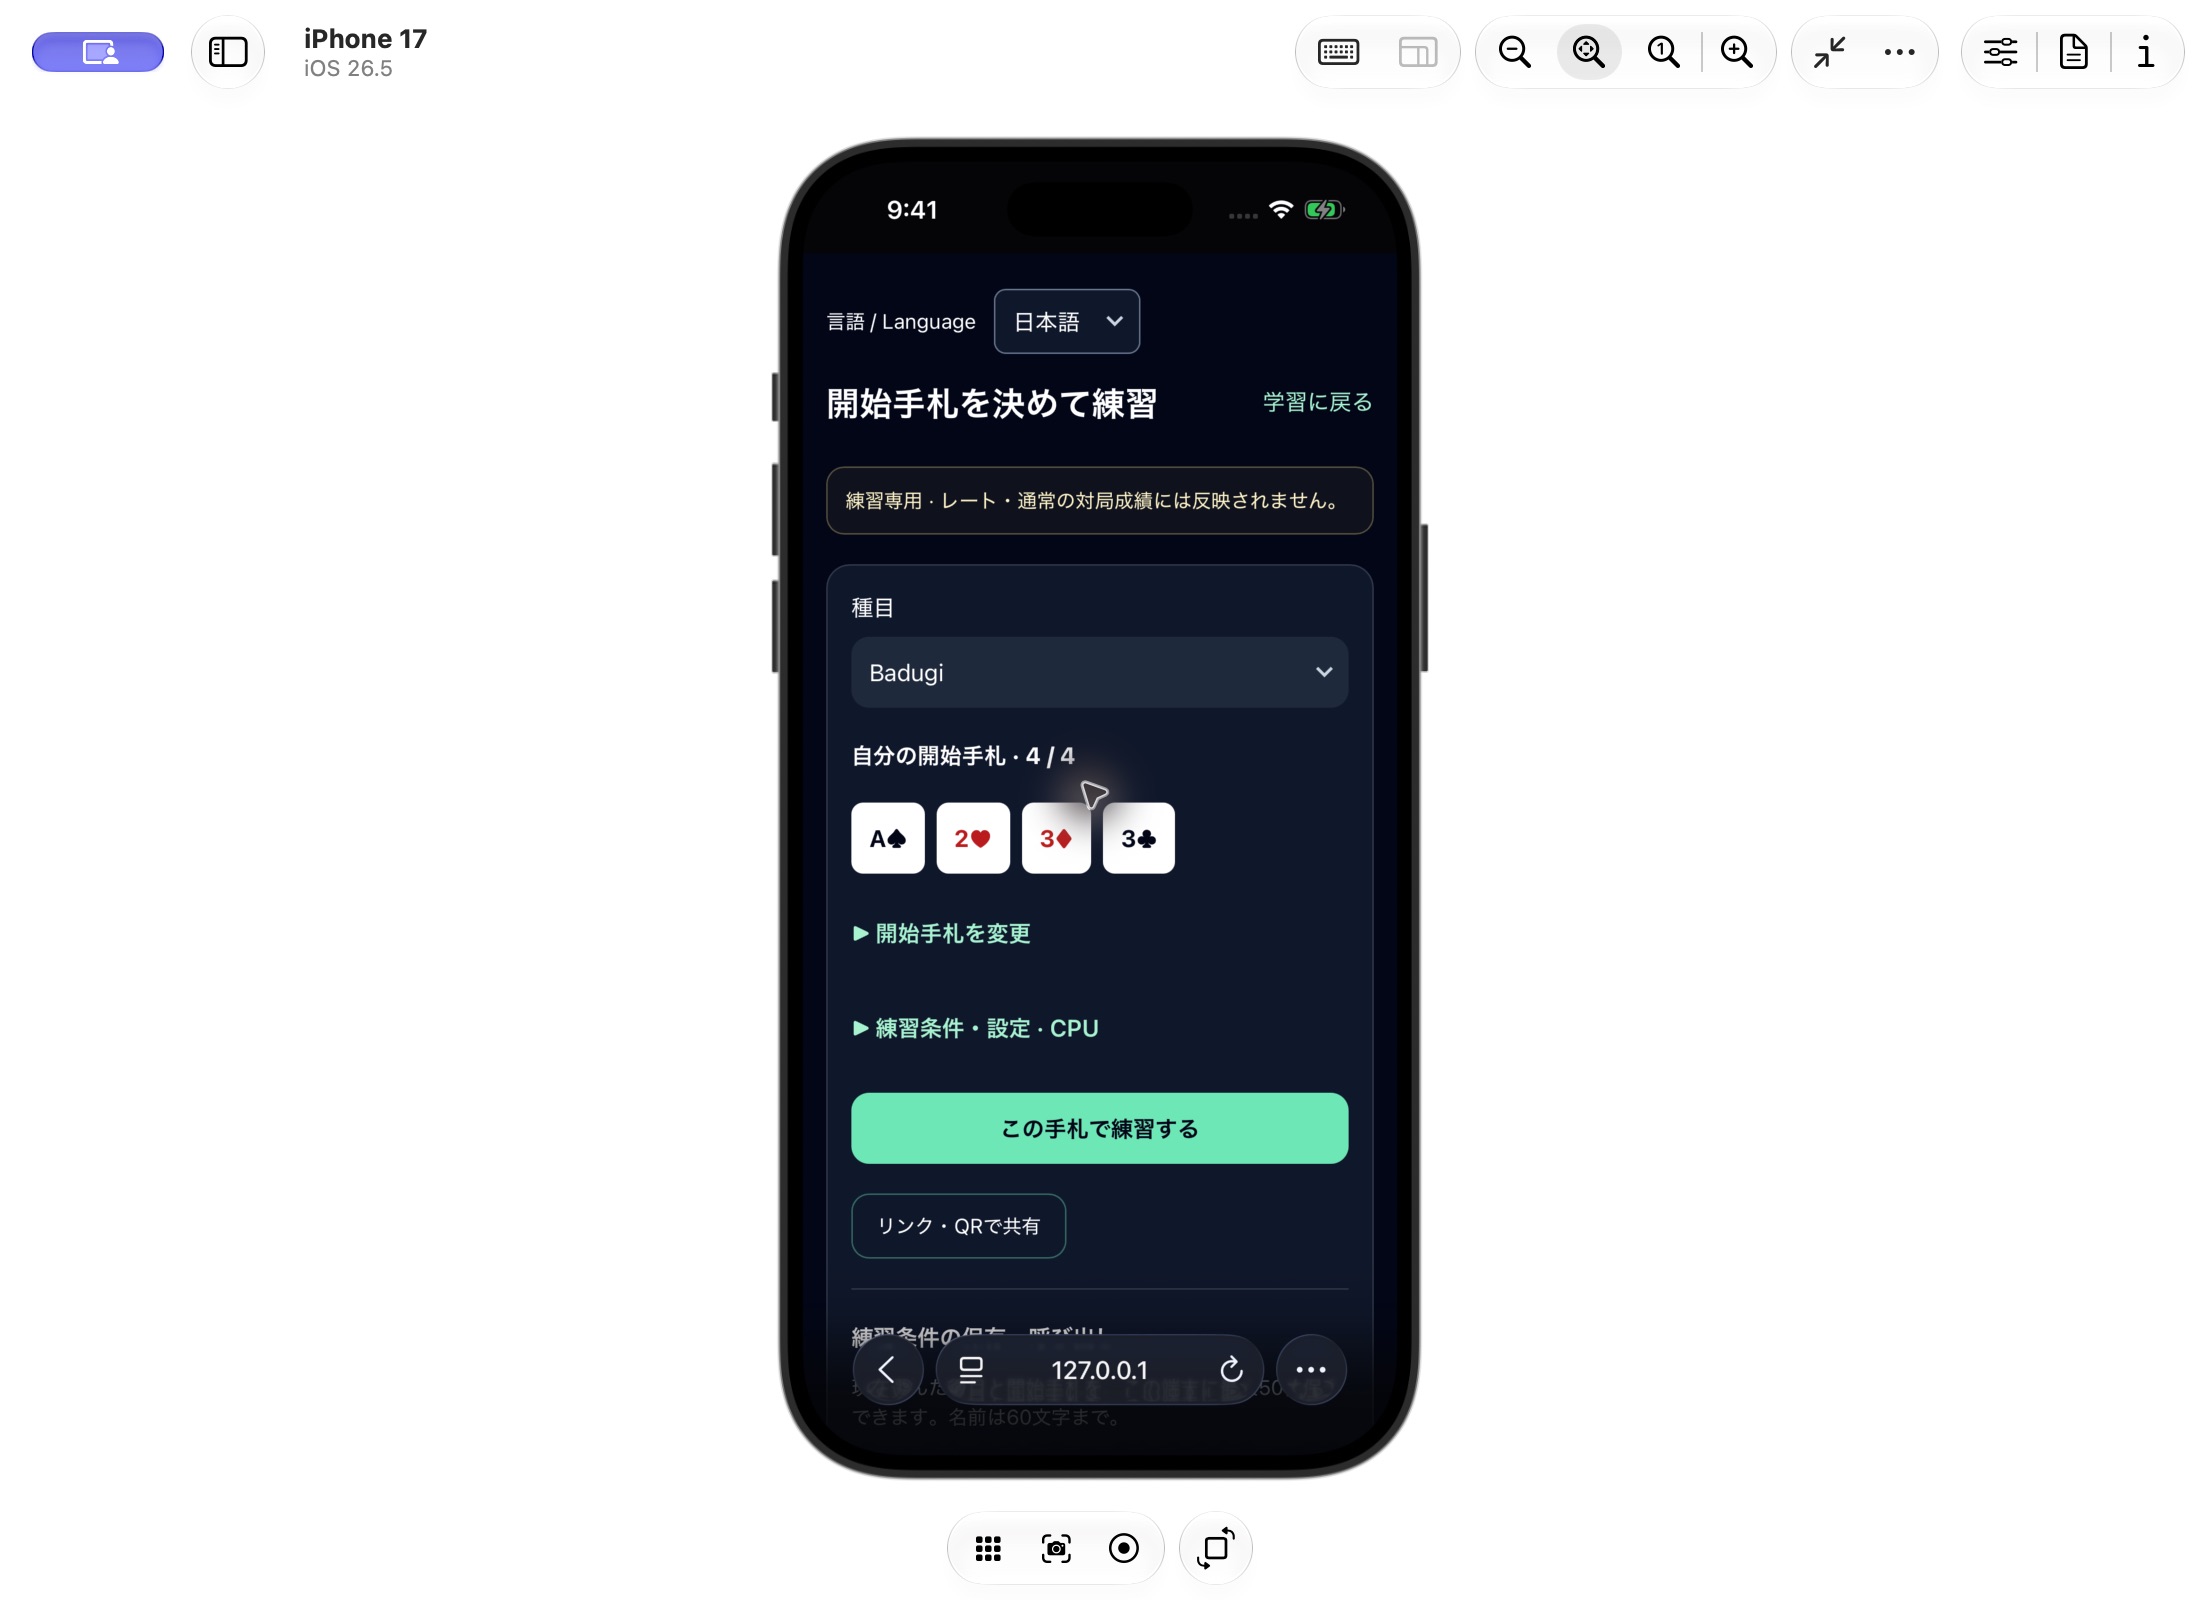 iPhone 17
iOS 26.5
9:41
言語 / Language
日本語
開始手札を決めて練習
学習に戻る
練習専用 · レート・通常の対局成績には反映されません。
種目
Badugi
自分の開始手札 · 4 / 4
A♠ 2♥ 3♦ 3♣
▶ 開始手札を変更
▶ 練習条件・設定 · CPU
この手札で練習する
リンク・QRで共有
127.0.0.1
できます。名前は60文字まで。